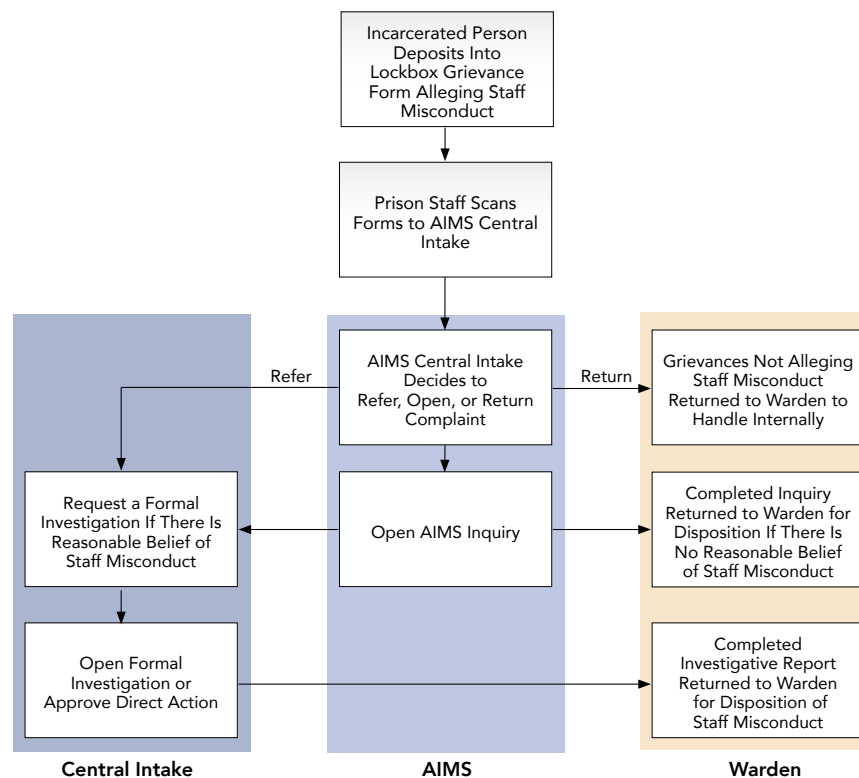 Incarcerated Person
Deposits Into
Lockbox Grievance
Form Alleging Staff
Misconduct
Prison Staff Scans
Forms to AIMS Central
Intake
AIMS Central Intake
Decides to
Refer, Open, or Return
Complaint
Refer
Return
Grievances Not Alleging
Staff Misconduct
Returned to Warden to
Handle Internally
Request a Formal
Investigation If There Is
Reasonable Belief of
Staff Misconduct
Open AIMS Inquiry
Completed Inquiry
Returned to Warden for
Disposition If There Is
No Reasonable Belief
of Staff Misconduct
Open Formal
Investigation or
Approve Direct Action
Completed
Investigative Report
Returned to Warden
for Disposition of
Staff Misconduct
Central Intake
AIMS
Warden